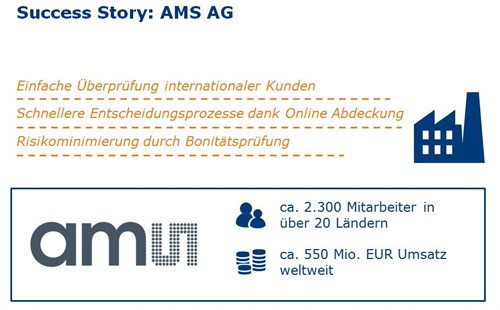 Success Story: AMS AG
Einfache Überprüfung internationaler Kunden
Schnellere Entscheidungsprozesse dank Online Abdeckung
Risikominimierung durch Bonitätsprüfung
ams
ca. 2.300 Mitarbeiter in
über 20 Ländern
ca. 550 Mio. EUR Umsatz
weltweit